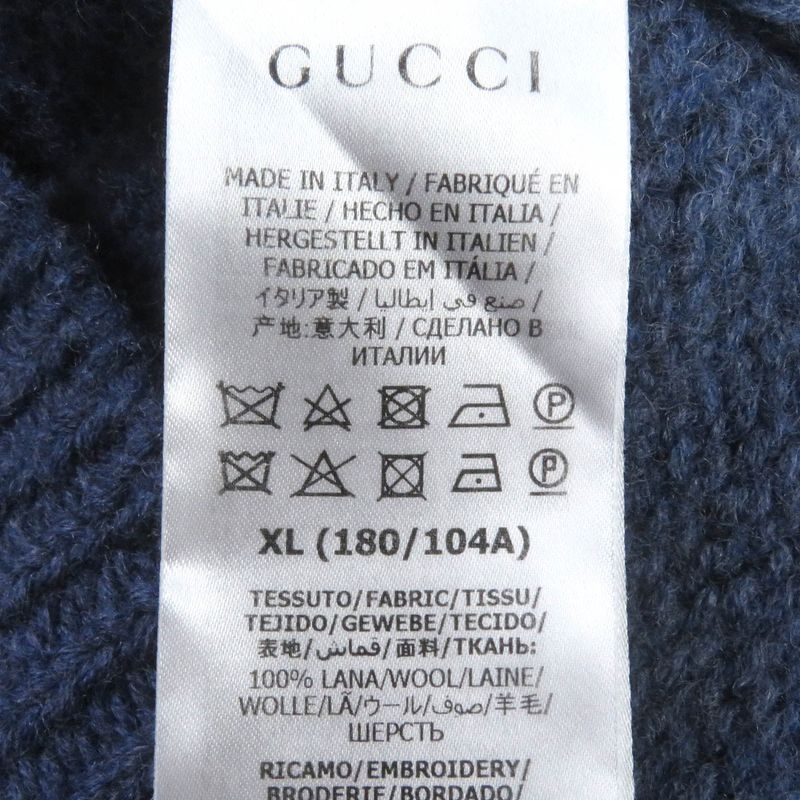 GUCCI
MADE IN ITALY / FABRIQUÉ EN
ITALIE / HECHO EN ITALIA /
HERGESTELLT IN ITALIEN /
FABRICADO EM ITÁLIA /
イタリア製 / صنع في إيطاليا /
产地:意大利 / СДЕЛАНО В
ИТАЛИИ
P
P
XL (180/104A)
TESSUTO/FABRIC/TISSU/
TEJIDO/GEWEBE/TECIDO/
表地/قماش/面料/ТКАНЬ:
100% LANA/WOOL/LAINE/
WOLLE/LÃ/ウール/صوف/羊毛/
ШЕРСТЬ
RICAMO/EMBROIDERY/
BRODERIE/BORDADO/